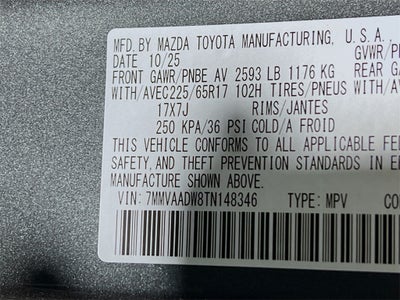 MFD.BY MAZDA TOYOTA MANUFACTURING, U.S.A.,
DATE 10/25 GVWR/P
FRONT GAWR/PNBE AV 2593 LB 1176 KG REAR GA
WITH/AVEC225/65R17 102H TIRES/PNEUS WITH/AV
17X7J RIMS/JANTES
250 KPA/36 PSI COLD/A FROID
THIS VEHICLE CONFORMS TO ALL APPLICABLE FE
SAFETY,AND THEFT PREVENTION STANDARDS IN E
MANUFACTURE SHOWN ABOVE.
VIN: 7MMVAADW8TN148346 TYPE: MPV CO